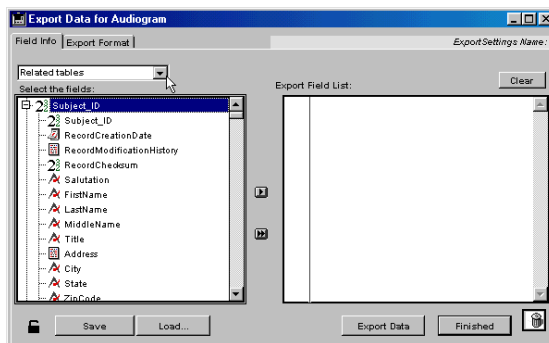 Export Data for Audiogram
Field Info
Export Format
ExportSettings Name:
Related tables
Select the fields:
Export Field List:
Clear
Subject_ID
Subject_ID
RecordCreationDate
RecordModificationHistory
RecordChecksum
Salutation
FirstName
LastName
MiddleName
Title
Address
City
State
ZipCode
Save
Load...
Export Data
Finished